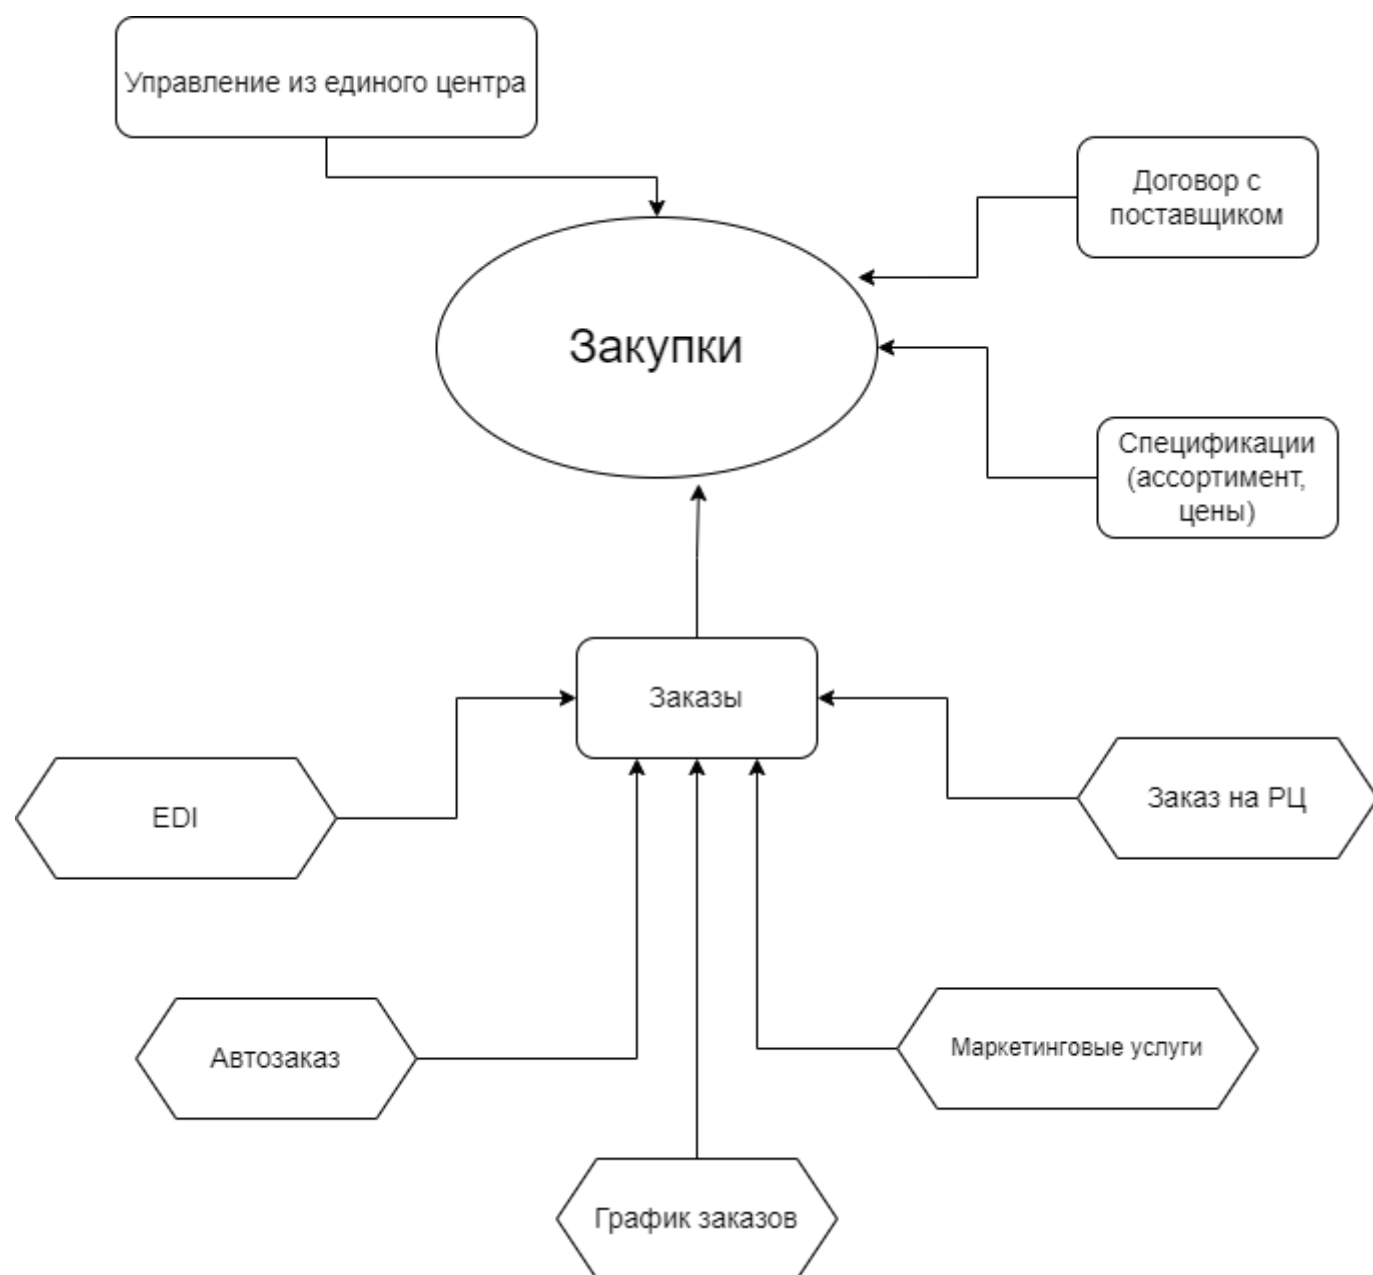 Управление из единого центра
Договор с
поставщиком
Закупки
Спецификации
(ассортимент,
цены)
Заказы
EDI
Заказ на РЦ
Автозаказ
Маркетинговые услуги
График заказов